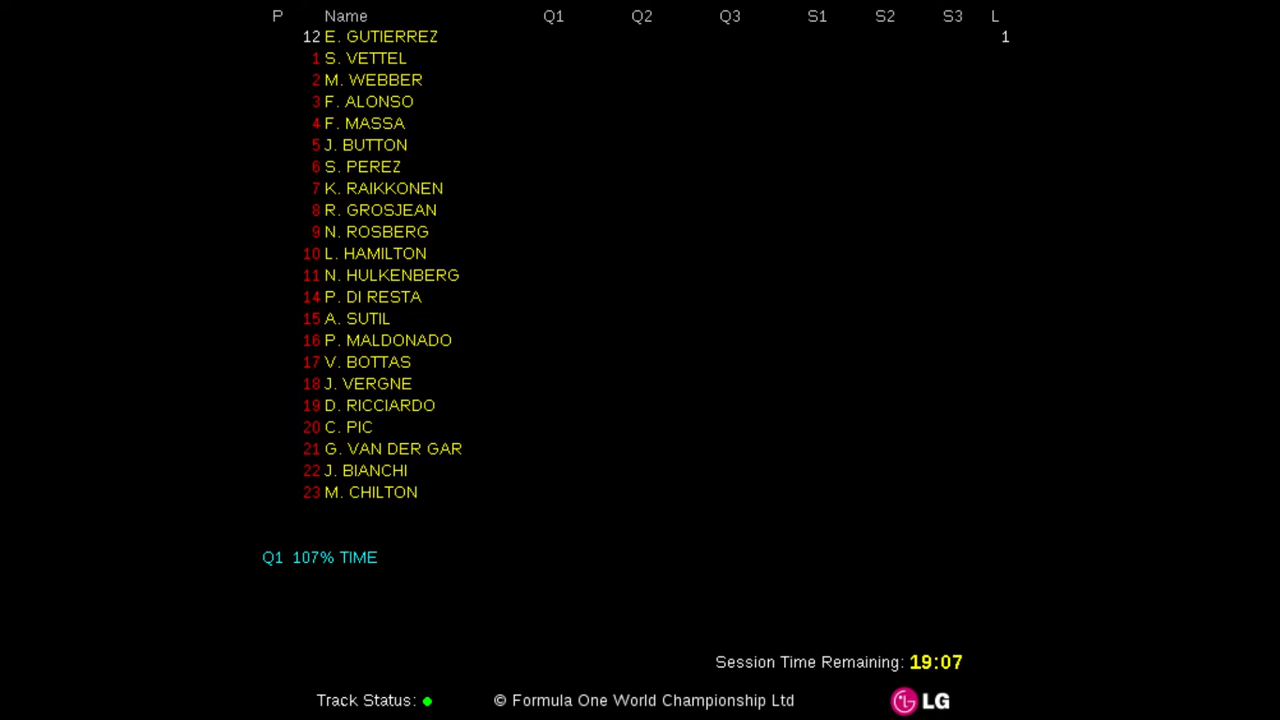 P Name Q1 Q2 Q3 S1 S2 S3 L
12 E. GUTIERREZ 1
1 S. VETTEL
2 M. WEBBER
3 F. ALONSO
4 F. MASSA
5 J. BUTTON
6 S. PEREZ
7 K. RAIKKONEN
8 R. GROSJEAN
9 N. ROSBERG
10 L. HAMILTON
11 N. HULKENBERG
14 P. DI RESTA
15 A. SUTIL
16 P. MALDONADO
17 V. BOTTAS
18 J. VERGNE
19 D. RICCIARDO
20 C. PIC
21 G. VAN DER GAR
22 J. BIANCHI
23 M. CHILTON
Q1 107% TIME
Session Time Remaining: 19:07
Track Status: © Formula One World Championship Ltd LG